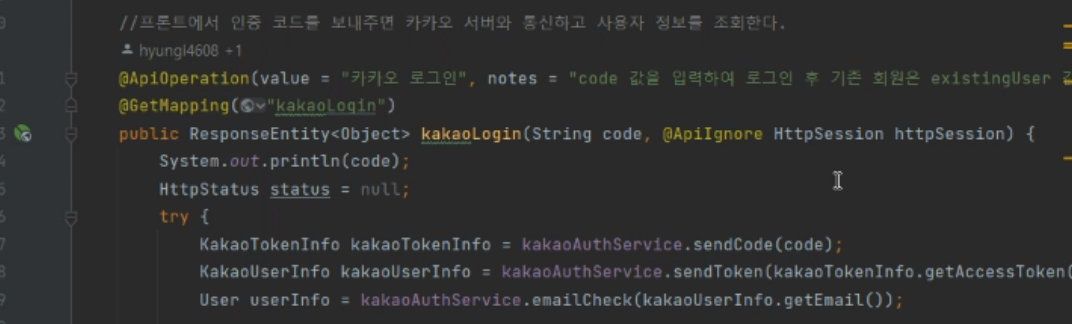 //프론트에서 인증 코드를 보내주면 카카오 서버와 통신하고 사용자 정보를 조회한다.
hyungi4608 +1
@ApiOperation(value = "카카오 로그인", notes = "code 값을 입력하여 로그인 후 기존 회원은 existingUser
@GetMapping("kakaoLogin")
public ResponseEntity<Object> kakaoLogin(String code, @ApiIgnore HttpSession httpSession) {
System.out.println(code);
HttpStatus status = null;
try {
KakaoTokenInfo kakaoTokenInfo = kakaoAuthService.sendCode(code);
KakaoUserInfo kakaoUserInfo = kakaoAuthService.sendToken(kakaoTokenInfo.getAccessToken(
User userInfo = kakaoAuthService.emailCheck(kakaoUserInfo.getEmail());